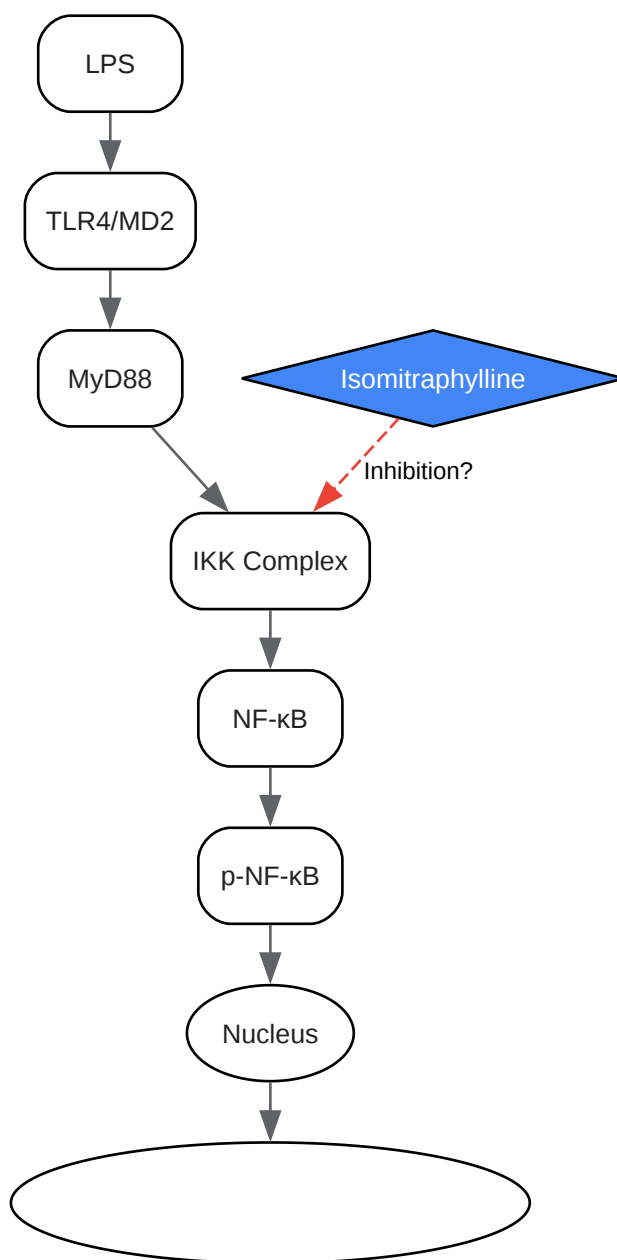 LPS
TLR4/MD2
MyD88
Isomitraphylline
Inhibition?
IKK Complex
NF-κB
p-NF-κB
Nucleus